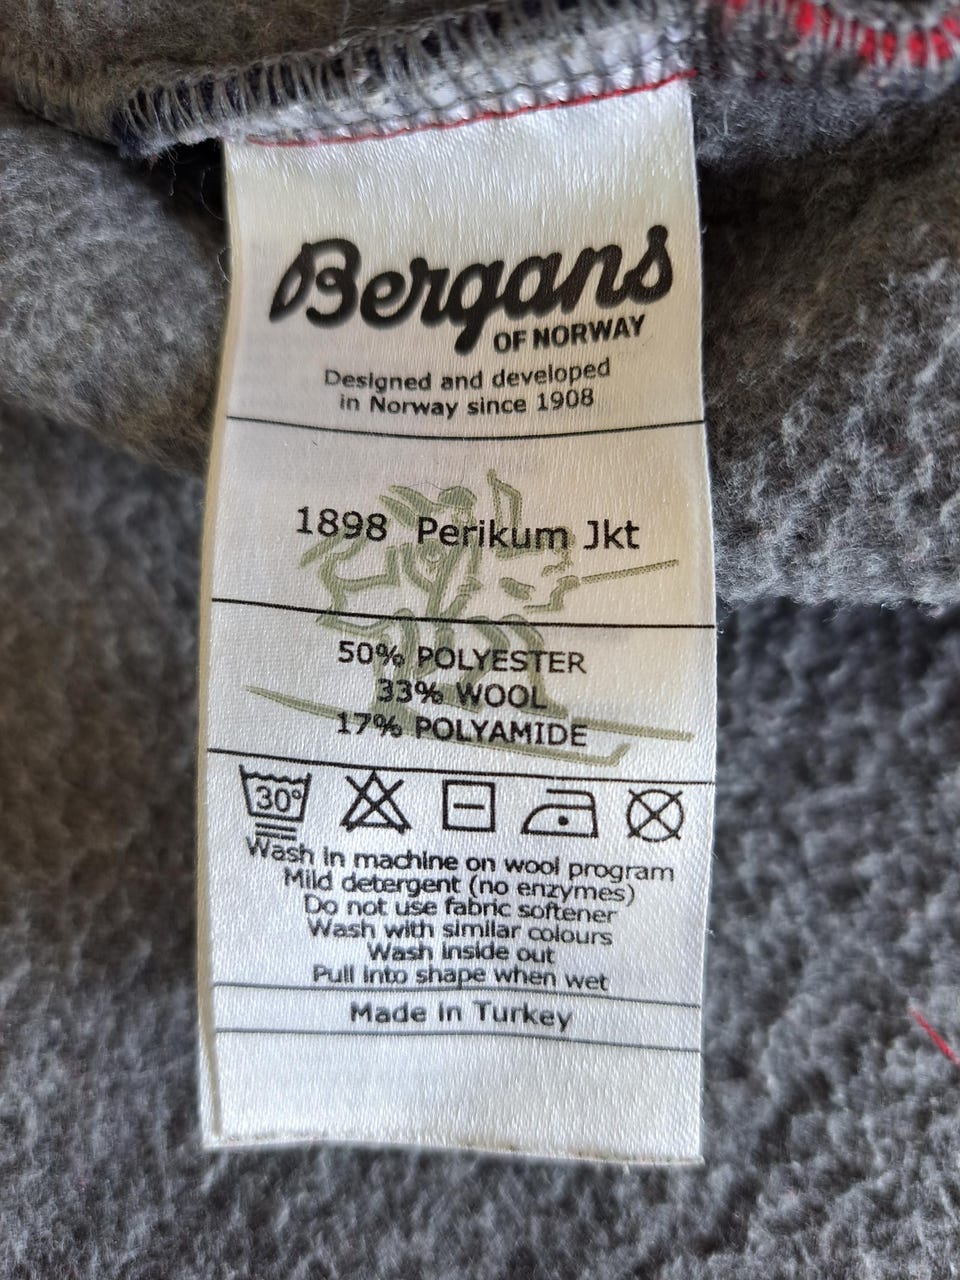 Bergans
OF NORWAY
Designed and developed
in Norway since 1908
1898 Perikum Jkt
50% POLYESTER
33% WOOL
17% POLYAMIDE
30°
Wash in machine on wool program
Mild detergent (no enzymes)
Do not use fabric softener
Wash with similar colours
Wash inside out
Pull into shape when wet
Made in Turkey